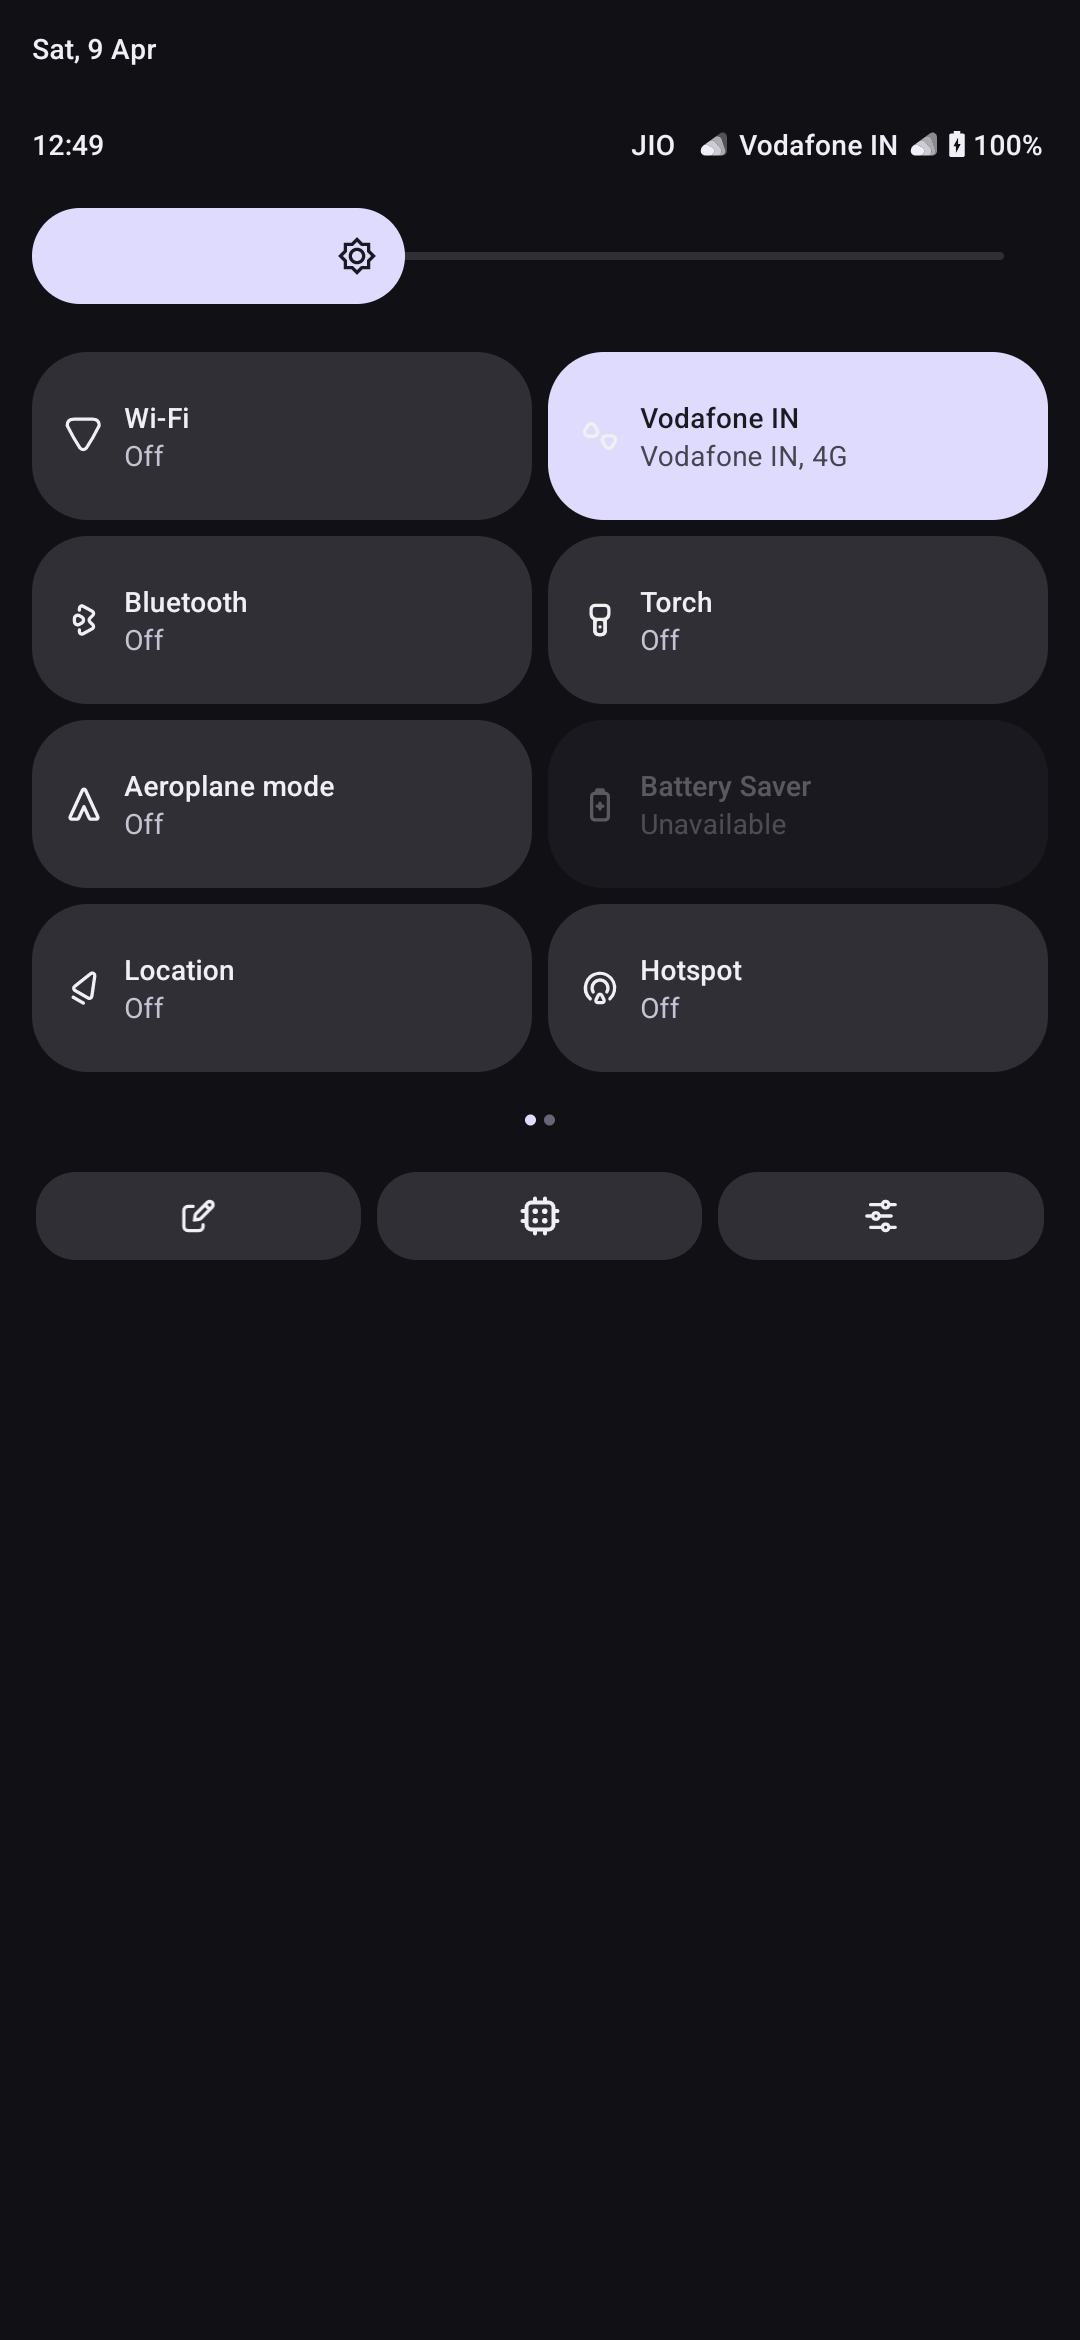 Sat, 9 Apr
12:49 JIO Vodafone IN 100%
Wi-Fi
Off
Vodafone IN
Vodafone IN, 4G
Bluetooth
Off
Torch
Off
Aeroplane mode
Off
Battery Saver
Unavailable
Location
Off
Hotspot
Off